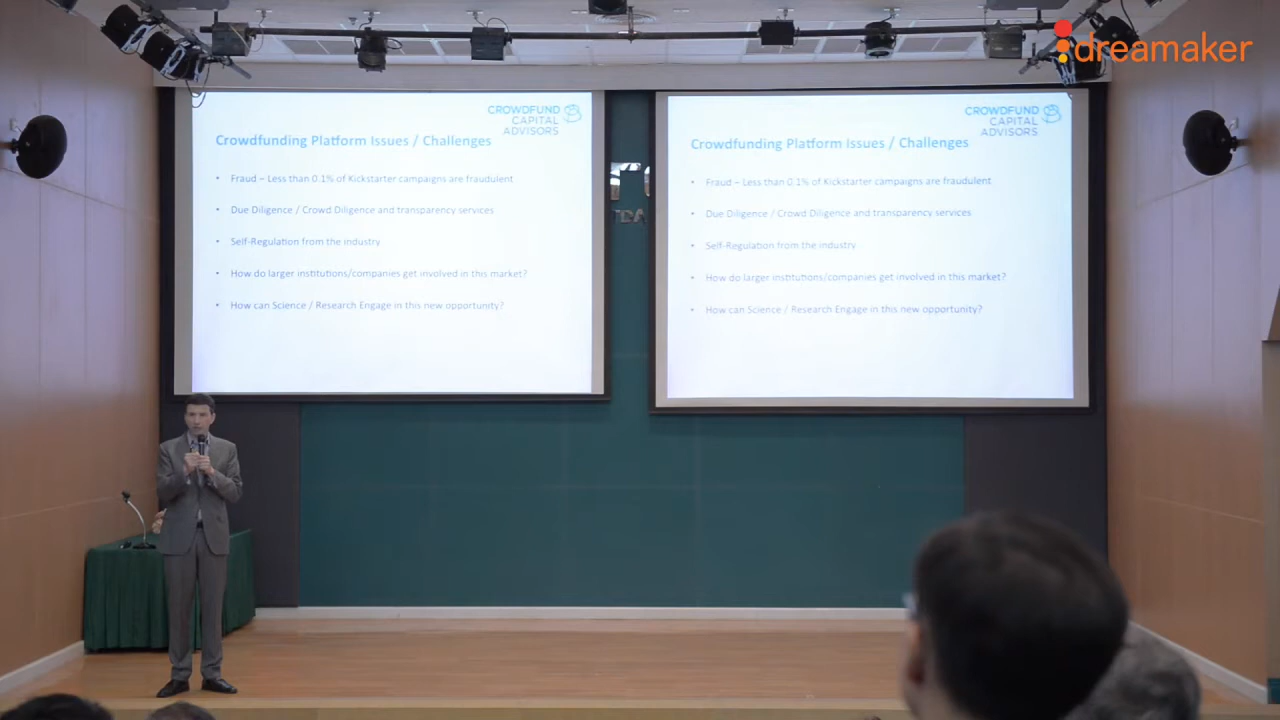 dreamaker
CROWDFUND
CAPITAL
ADVISORS
Crowdfunding Platform Issues / Challenges
• Fraud – Less than 0.1% of Kickstarter campaigns are fraudulent
• Due Diligence / Crowd Diligence and transparency services
• Self-Regulation from the industry
• How do larger institutions/companies get involved in this market?
• How can Science / Research Engage in this new opportunity?
CROWDFUND
CAPITAL
ADVISORS
Crowdfunding Platform Issues / Challenges
• Fraud – Less than 0.1% of Kickstarter campaigns are fraudulent
• Due Diligence / Crowd Diligence and transparency services
• Self-Regulation from the industry
• How do larger institutions/companies get involved in this market?
• How can Science / Research Engage in this new opportunity?